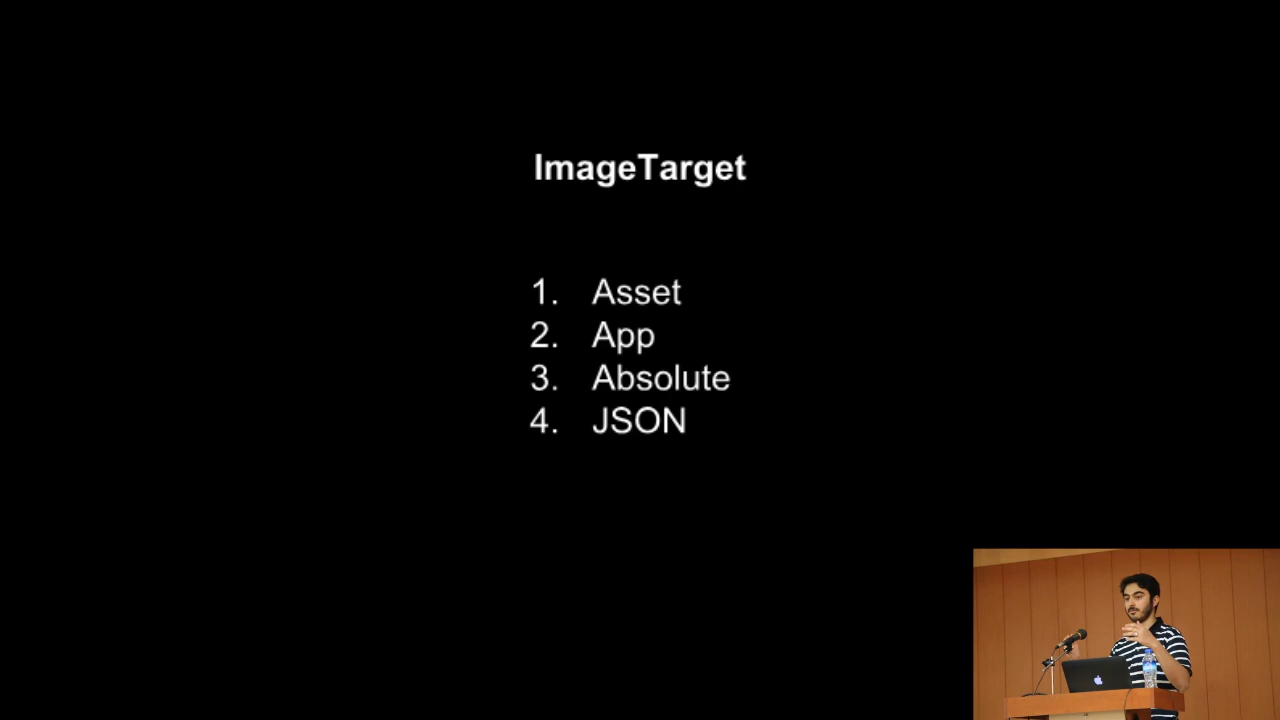 ImageTarget
1. Asset
2. App
3. Absolute
4. JSON